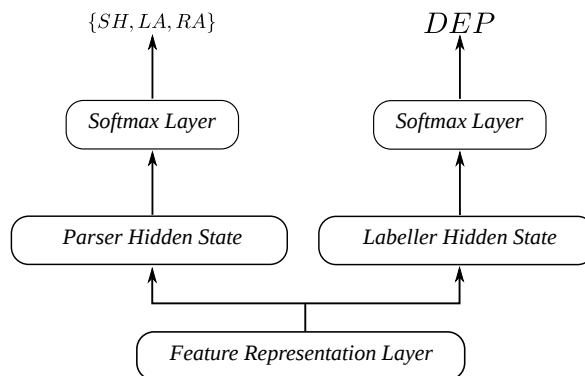 {SH, LA, RA}
DEP
Softmax Layer
Softmax Layer
Parser Hidden State
Labeller Hidden State
Feature Representation Layer